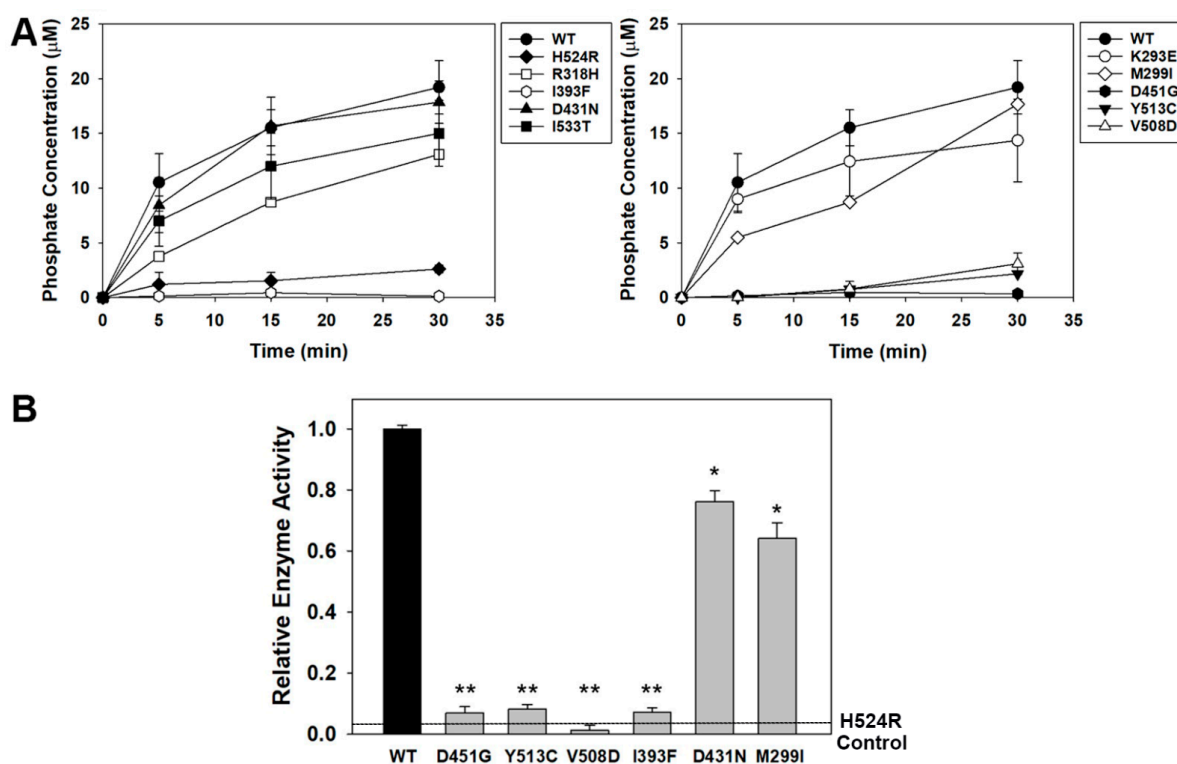 A
Phosphate Concentration (μM)
25
20
15
10
5
0
0 5 10 15 20 25 30 35
Time (min)
WT
H524R
R318H
I393F
D431N
I533T
Phosphate Concentration (μM)
25
20
15
10
5
0
0 5 10 15 20 25 30 35
Time (min)
WT
K293E
M299I
D451G
Y513C
V508D
B
Relative Enzyme Activity
1.0
0.8
0.6
0.4
0.2
0.0
** ** ** ** * *
H524R
Control
WT D451G Y513C V508D I393F D431N M299I